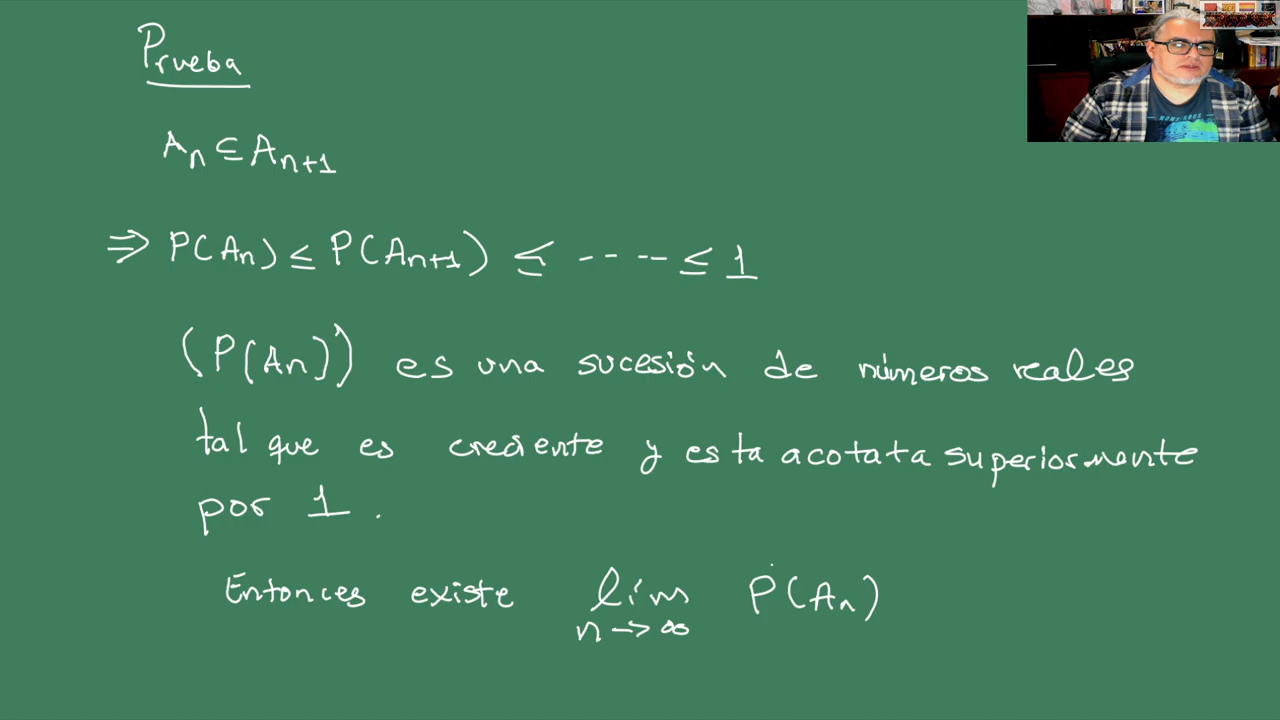 Prueba
An ⊆ An+1
⇒ P(An) ≤ P(An+1) ≤ ---- ≤ 1
(P(An)) es una sucesión de números reales
tal que es creciente y esta acotata superiormente
por 1.
Entonces existe lím P(An)
n → ∞